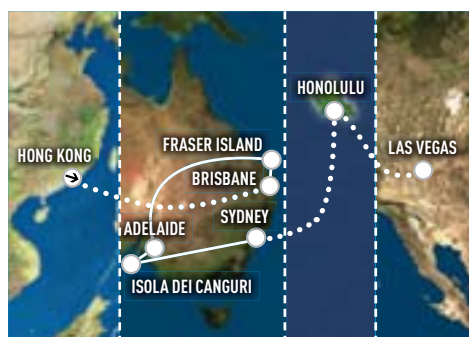 HONOLULU
HONG KONG
FRASER ISLAND
LAS VEGAS
BRISBANE
SYDNEY
ADELAIDE
ISOLA DEI CANGURI